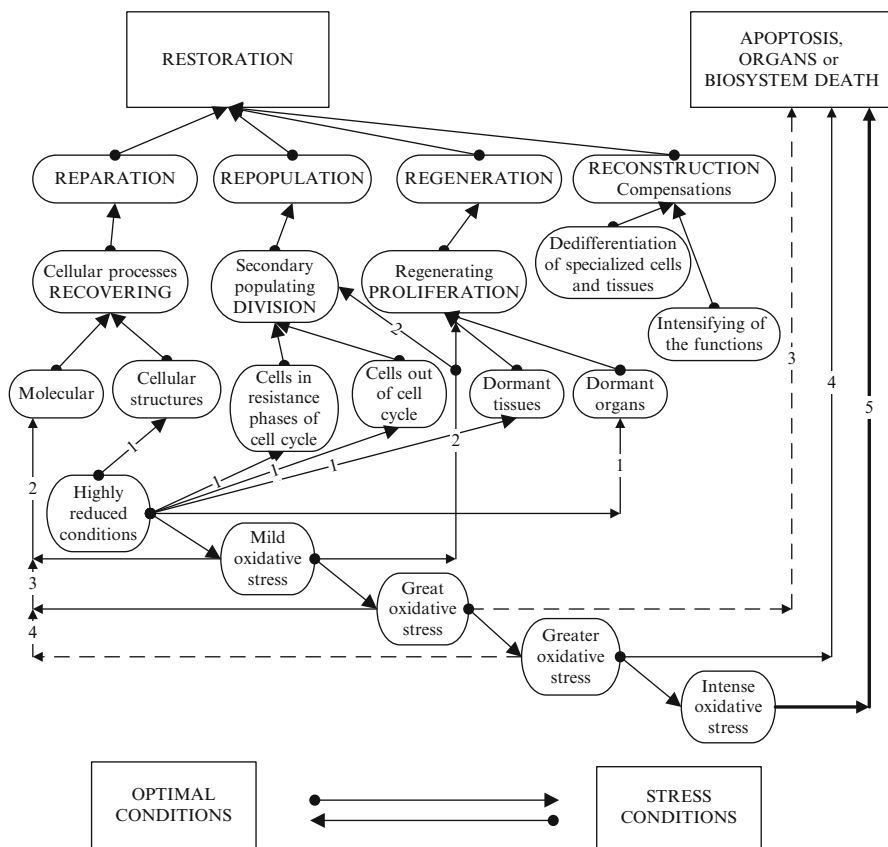 RESTORATION
APOPTOSIS,
ORGANS or
BIOSYSTEM DEATH
REPARATION
REPOPULATION
REGENERATION
RECONSTRUCTION
Compensations
Cellular processes
RECOVERING
Secondary
populating
DIVISION
Regenerating
PROLIFERATION
Dedifferentiation
of specialized cells
and tissues
Intensifying of
the functions
Molecular
Cellular
structures
Cells in
resistance
phases of
cell cycle
Cells out
of cell
cycle
Dormant
tissues
Dormant
organs
2
3
4
5
1
1
1
1
2
1
2
Highly
reduced
conditions
Mild
oxidative
stress
3
Great
oxidative
stress
4
Greater
oxidative
stress
Intense
oxidative
stress
OPTIMAL
CONDITIONS
STRESS
CONDITIONS